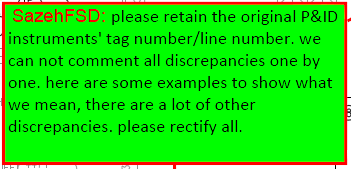 SazehFSD: please retain the original P&ID
instruments' tag number/line number. we
can not comment all discrepancies one by
one. here are some examples to show what
we mean, there are a lot of other
discrepancies. please rectify all.